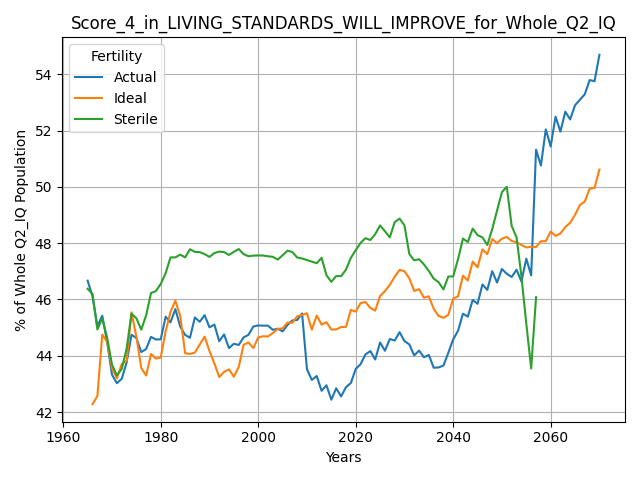 Score_4_in_LIVING_STANDARDS_WILL_IMPROVE_for_Whole_Q2_IQ
Fertility
Actual
Ideal
Sterile
% of Whole Q2_IQ Population
54
52
50
48
46
44
42
1960
1980
2000
2020
2040
2060
Years